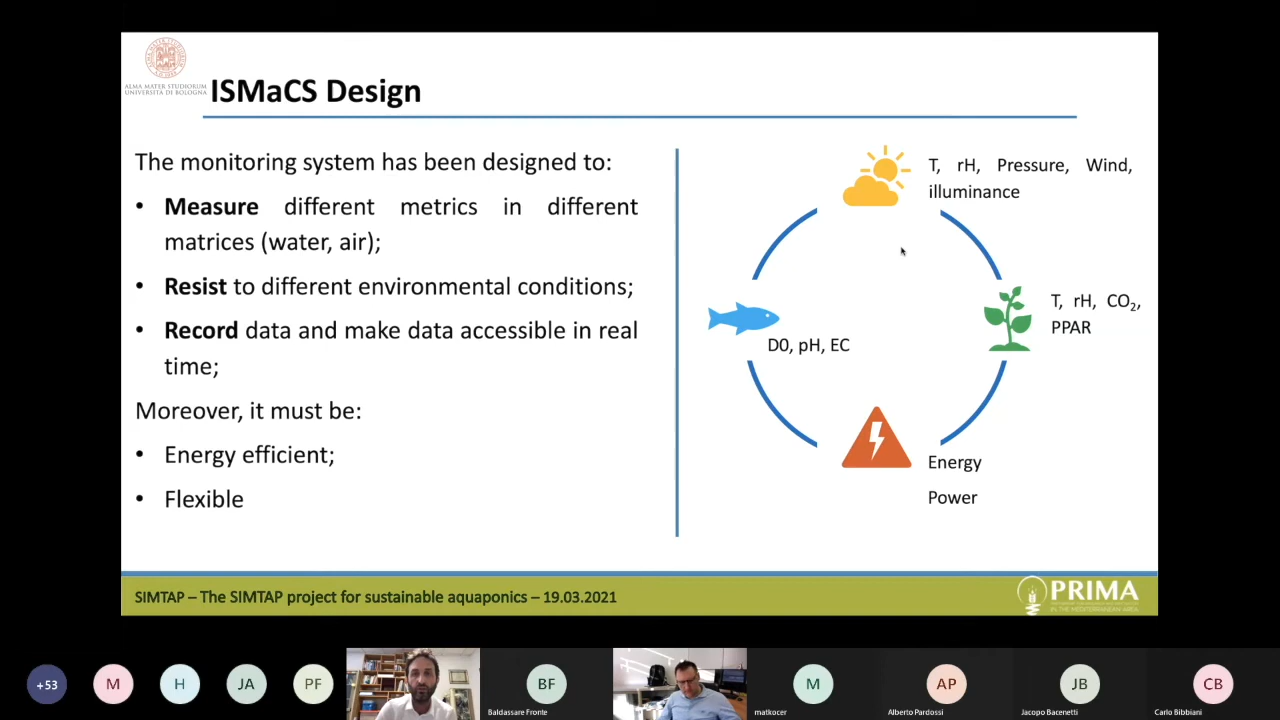 ALMA MATER STUDIORUM
UNIVERSITÀ DI BOLOGNA
ISMaCS Design
The monitoring system has been designed to:
• Measure different metrics in different
matrices (water, air);
• Resist to different environmental conditions;
• Record data and make data accessible in real
time;
Moreover, it must be:
• Energy efficient;
• Flexible
T, rH, Pressure, Wind,
illuminance
T, rH, CO₂,
PPAR
D0, pH, EC
Energy
Power
SIMTAP – The SIMTAP project for sustainable aquaponics – 19.03.2021
PRIMA
IN THE MEDITERRANEAN AREA
+53
M
H
JA
PF
BF
Baldassare Fronte
M
matkocer
AP
Alberto Pardossi
JB
Jacopo Bacenetti
CB
Carlo Bibbiani